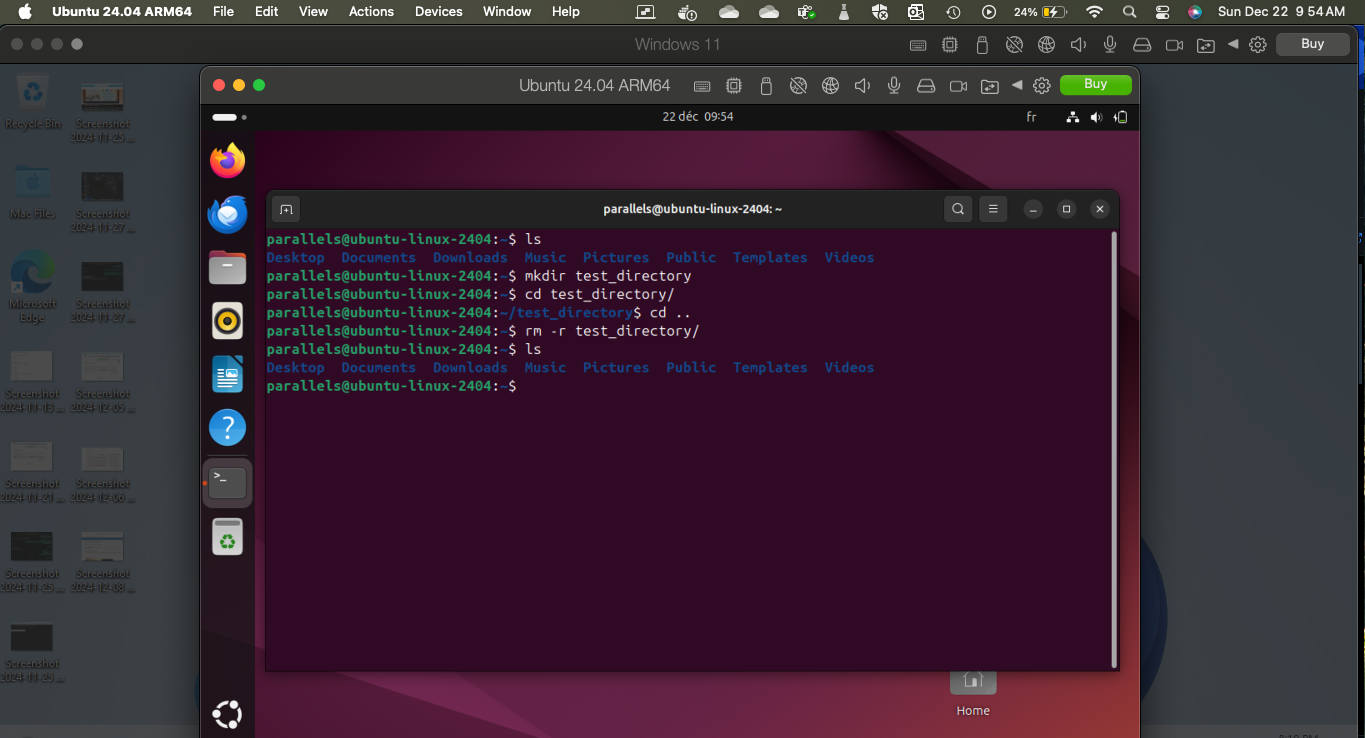 Ubuntu 24.04 ARM64 File Edit View Actions Devices Window Help 24% Sun Dec 22 9 54 AM
Windows 11 Buy
Ubuntu 24.04 ARM64 Buy
22 déc 09:54 fr
Recycle Bin Screenshot
2024-11-25...
Mac Files Screenshot
2024-11-27...
Microsoft Screenshot
Edge 2024-11-27...
Screenshot Screenshot
2024-11-13... 2024-12-05...
Screenshot Screenshot
2024-11-21... 2024-12-06...
Screenshot Screenshot
2024-11-25... 2024-12-08...
Screenshot
2024-11-25...
parallels@ubuntu-linux-2404: ~
parallels@ubuntu-linux-2404:~$ ls
Desktop Documents Downloads Music Pictures Public Templates Videos
parallels@ubuntu-linux-2404:~$ mkdir test_directory
parallels@ubuntu-linux-2404:~$ cd test_directory/
parallels@ubuntu-linux-2404:~/test_directory$ cd ..
parallels@ubuntu-linux-2404:~$ rm -r test_directory/
parallels@ubuntu-linux-2404:~$ ls
Desktop Documents Downloads Music Pictures Public Templates Videos
parallels@ubuntu-linux-2404:~$
Home